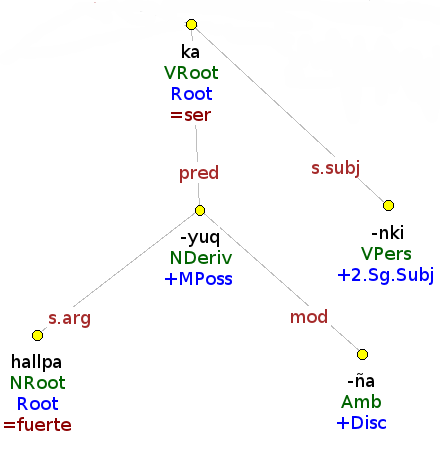 ka
VRoot
Root
=ser
pred
s.subj
-yuq
NDeriv
+MPoss
-nki
VPers
+2.Sg.Subj
s.arg
mod
hallpa
NRoot
Root
=fuerte
-ña
Amb
+Disc